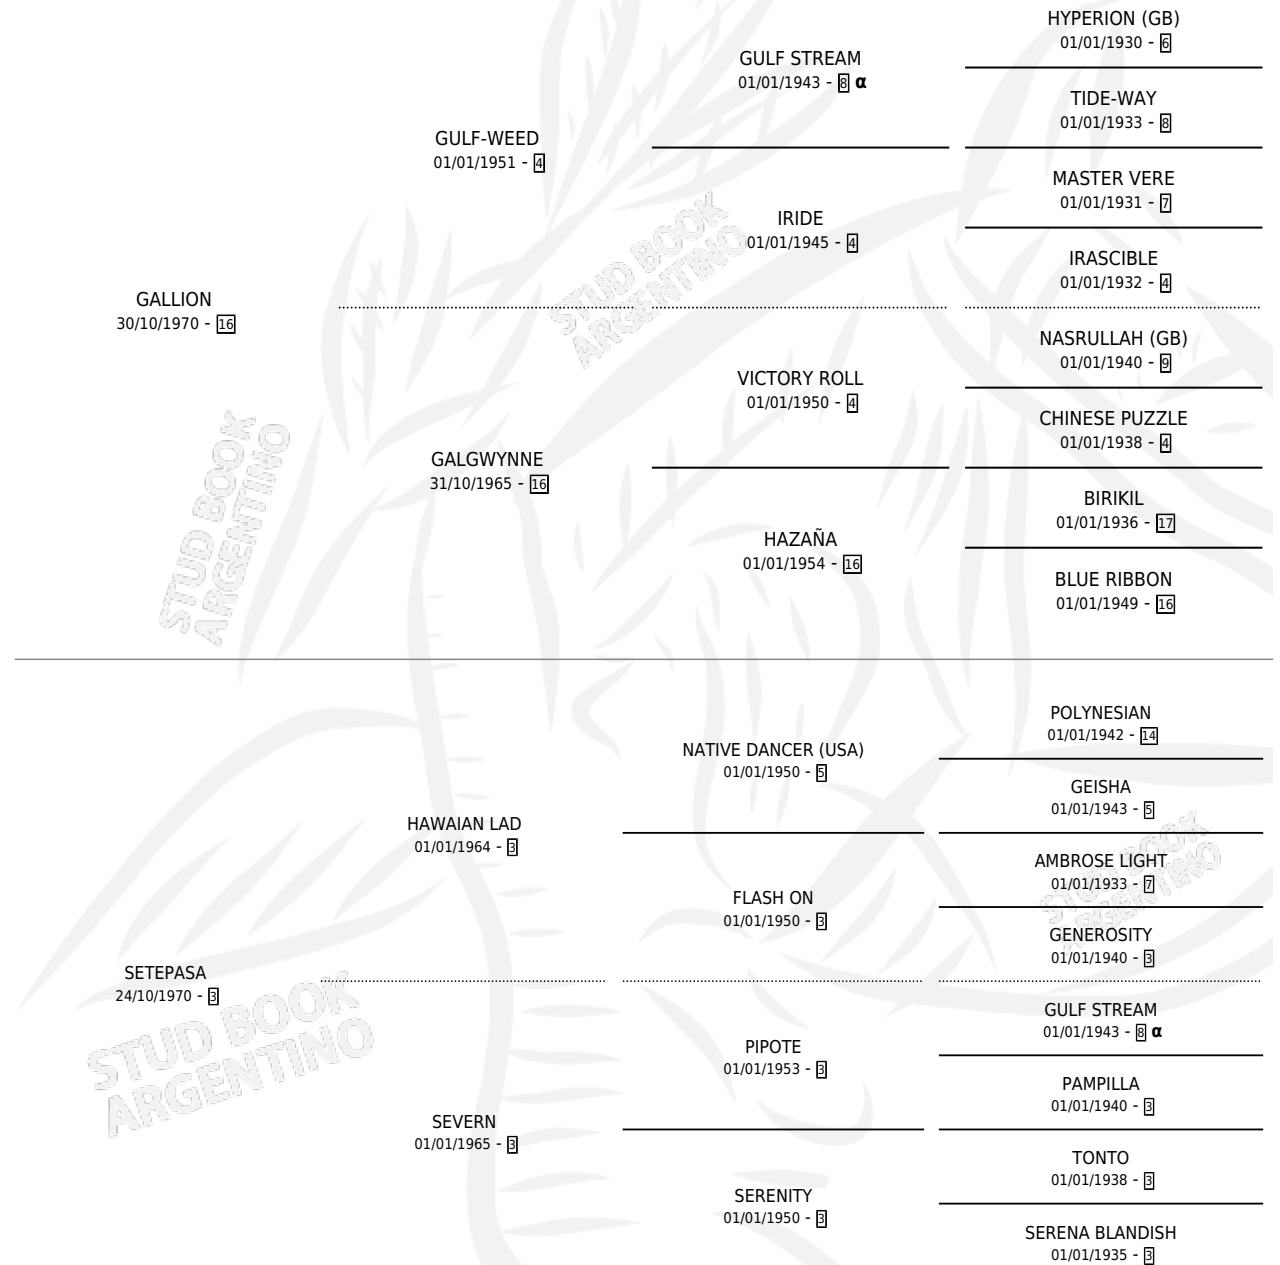 HYPERION (GB)
01/01/1930 - 6
GULF STREAM
01/01/1943 - 8 α
TIDE-WAY
01/01/1933 - 8
GULF-WEED
01/01/1951 - 4
MASTER VERE
01/01/1931 - 7
IRIDE
01/01/1945 - 4
IRASCIBLE
01/01/1932 - 4
GALLION
30/10/1970 - 16
NASRULLAH (GB)
01/01/1940 - 9
VICTORY ROLL
01/01/1950 - 4
CHINESE PUZZLE
01/01/1938 - 4
GALGWYNNE
31/10/1965 - 16
BIRIKIL
01/01/1936 - 17
HAZAÑA
01/01/1954 - 16
BLUE RIBBON
01/01/1949 - 16
POLYNESIAN
01/01/1942 - 14
NATIVE DANCER (USA)
01/01/1950 - 5
GEISHA
01/01/1943 - 5
HAWAIAN LAD
01/01/1964 - 3
AMBROSE LIGHT
01/01/1933 - 7
FLASH ON
01/01/1950 - 3
GENEROSITY
01/01/1940 - 3
SETEPASA
24/10/1970 - 3
GULF STREAM
01/01/1943 - 8 α
PIPOTE
01/01/1953 - 3
PAMPILLA
01/01/1940 - 3
SEVERN
01/01/1965 - 3
TONTO
01/01/1938 - 3
SERENITY
01/01/1950 - 3
SERENA BLANDISH
01/01/1935 - 3
STUD BOOK
ARGENTINO
STUD BOOK
ARGENTINO
STUD BOOK
ARGENTINO
STUD BOOK
ARGENTINO